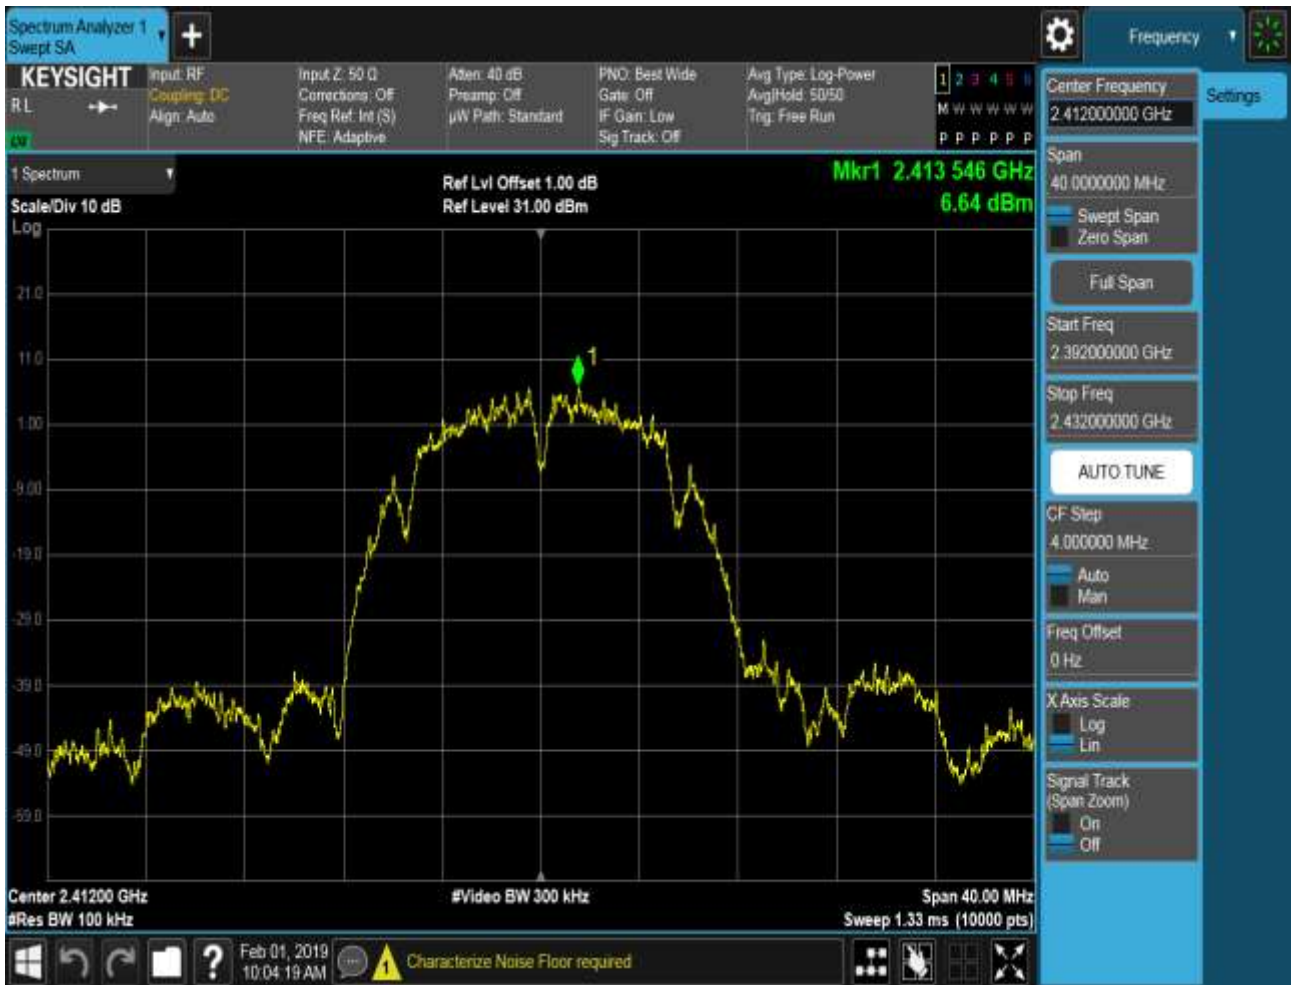 Spectrum Analyzer 1
Swept SA
+
Frequency
KEYSIGHT
RL
Input: RF
Coupling: DC
Align: Auto
Input Z: 50 Ω
Corrections: Off
Freq Ref: Int (S)
NFE: Adaptive
Atten: 40 dB
Preamp: Off
µW Path: Standard
PNO: Best Wide
Gate: Off
IF Gain: Low
Sig Track: Off
Avg Type: Log-Power
Avg|Hold: 50/50
Trig: Free Run
1 2 3 4 5 6
M W W W W W
P P P P P P
1 Spectrum
Scale/Div 10 dB
Ref Lvl Offset 1.00 dB
Ref Level 31.00 dBm
Mkr1 2.413 546 GHz
6.64 dBm
Log
21.0
11.0
1.00
-9.00
-19.0
-29.0
-39.0
-49.0
-59.0
1
Center 2.41200 GHz
#Res BW 100 kHz
#Video BW 300 kHz
Span 40.00 MHz
Sweep 1.33 ms (10000 pts)
Feb 01, 2019
10:04:19 AM
?
1
Characterize Noise Floor required
Center Frequency
2.412000000 GHz
Span
40.0000000 MHz
Swept Span
Zero Span
Full Span
Start Freq
2.392000000 GHz
Stop Freq
2.432000000 GHz
AUTO TUNE
CF Step
4.000000 MHz
Auto
Man
Freq Offset
0 Hz
X Axis Scale
Log
Lin
Signal Track
(Span Zoom)
On
Off
Settings